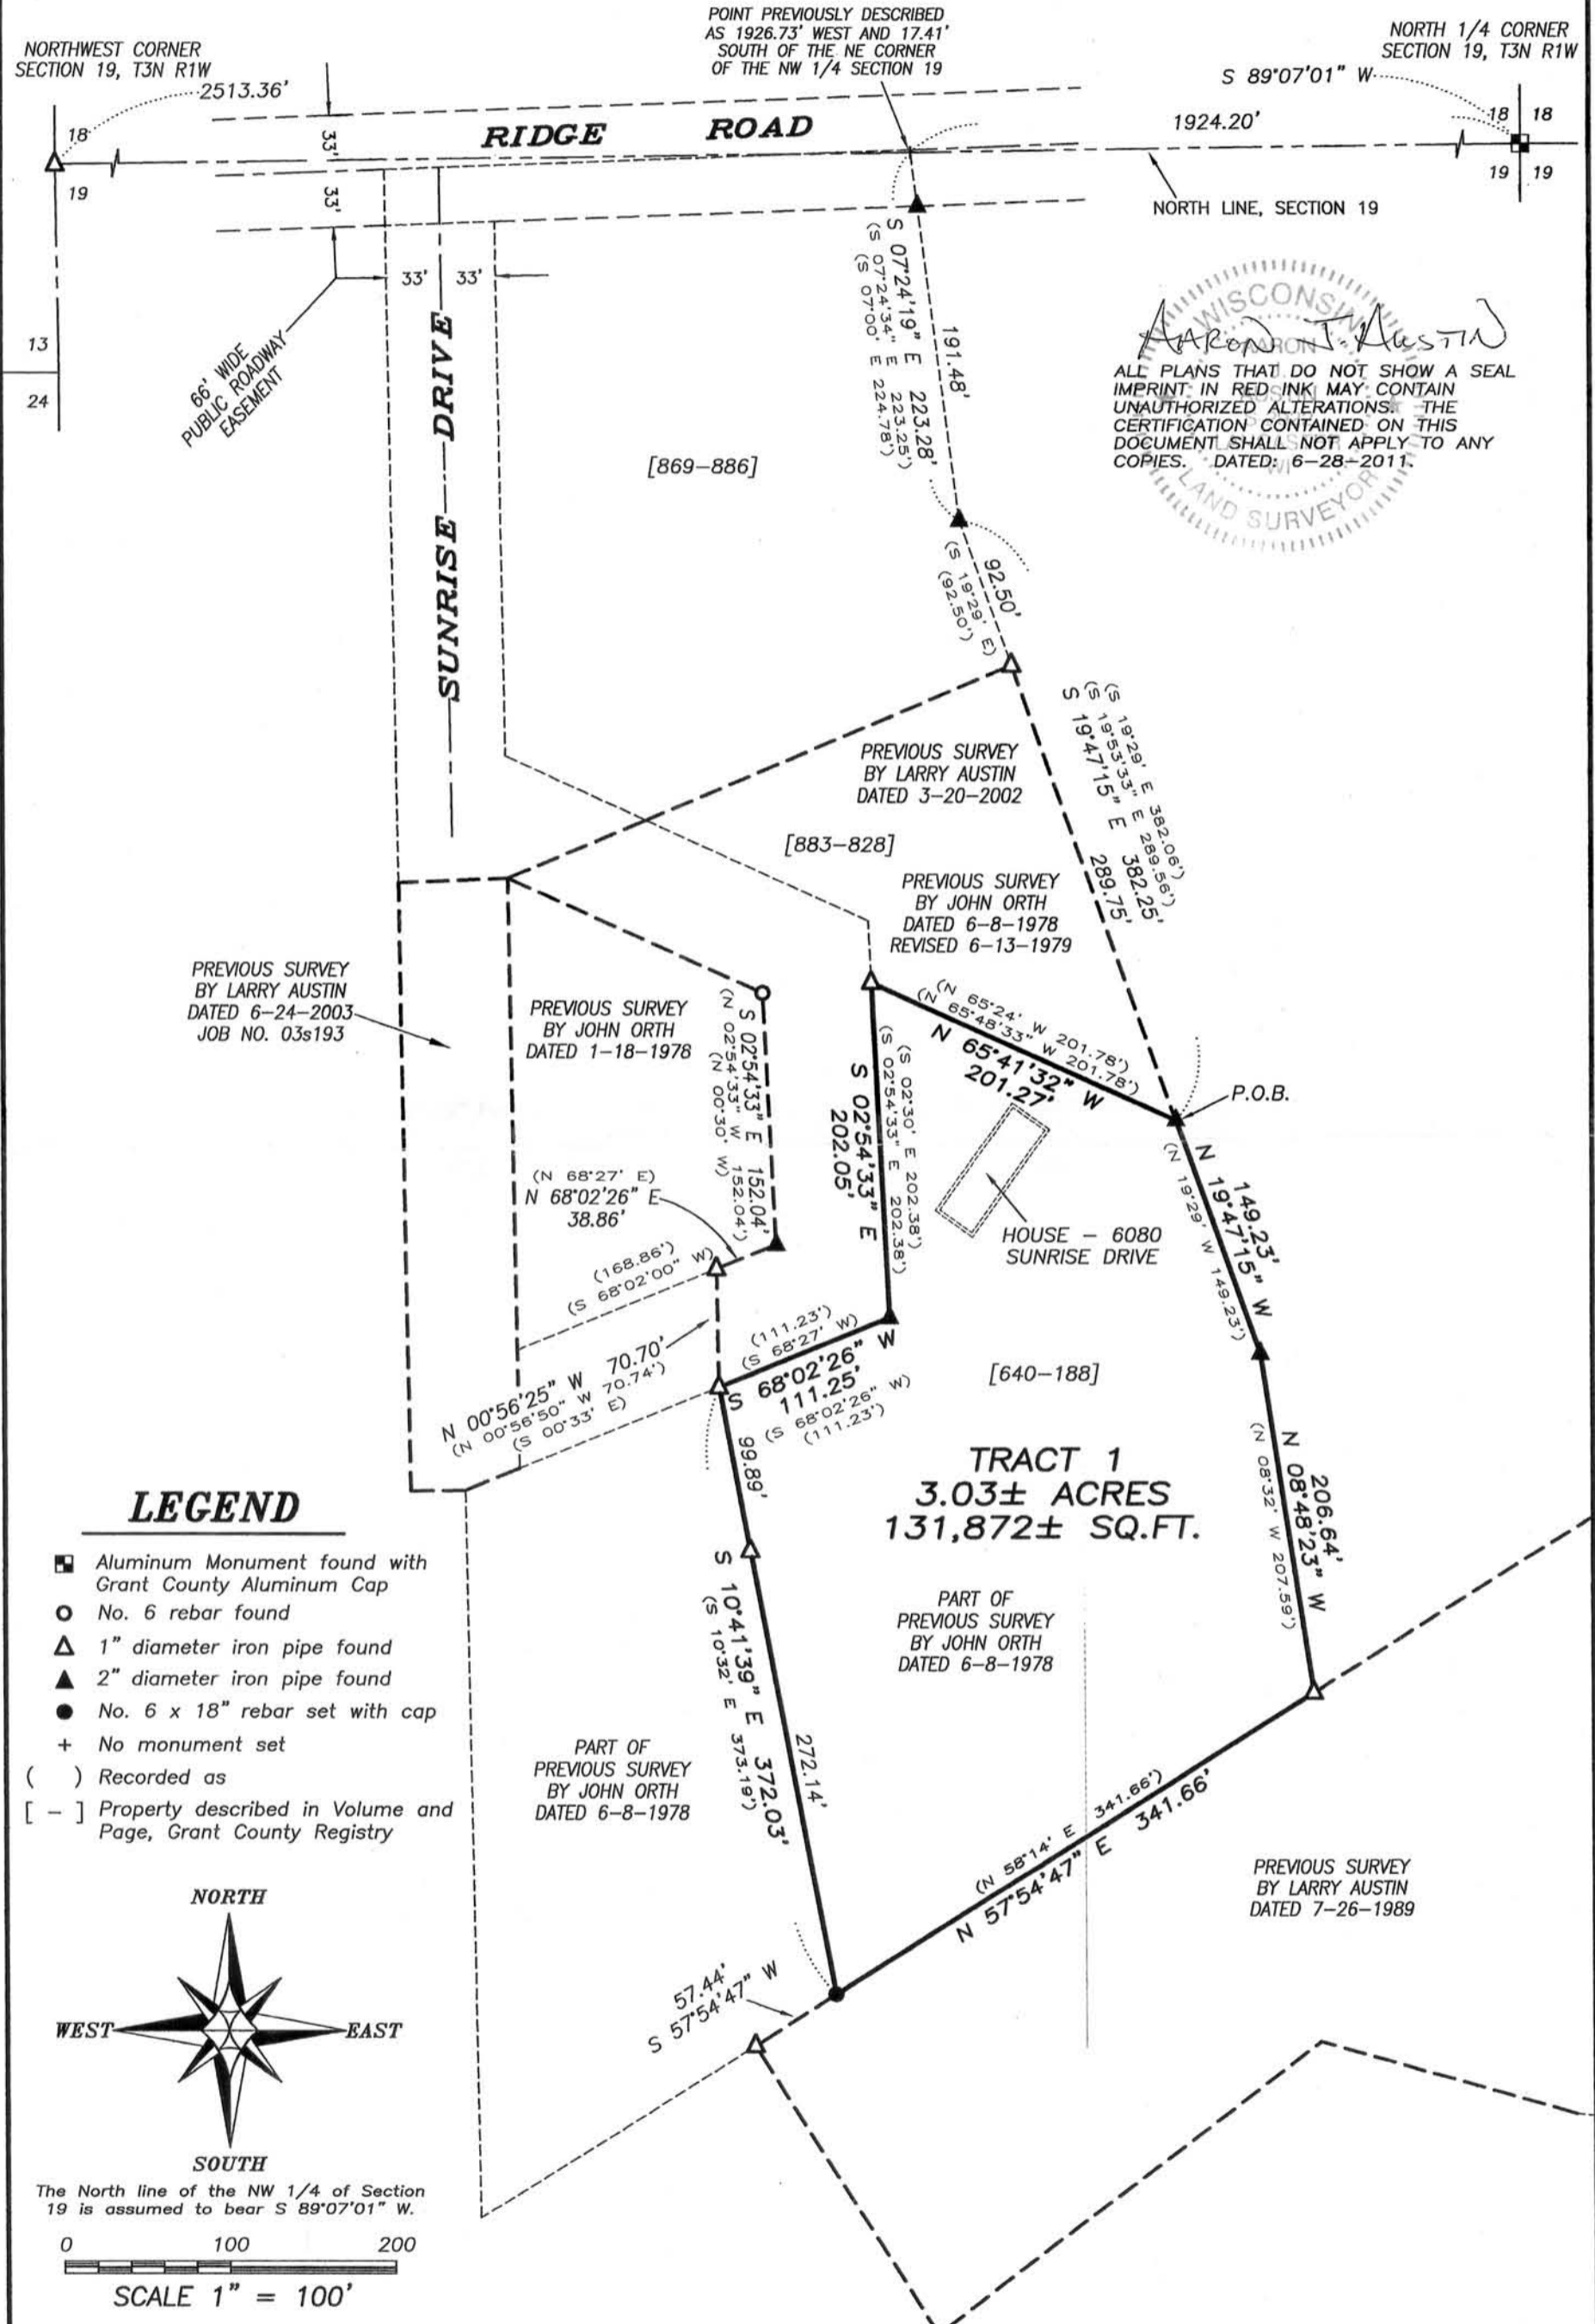 POINT PREVIOUSLY DESCRIBED
AS 1926.73' WEST AND 17.41'
SOUTH OF THE NE CORNER
OF THE NW 1/4 SECTION 19
NORTHWEST CORNER
SECTION 19, T3N R1W
2513.36'
NORTH 1/4 CORNER
SECTION 19, T3N R1W
S 89°07'01" W
1924.20'
18
19
18
18
19
19
RIDGE ROAD
33'
33'
NORTH LINE, SECTION 19
33'
33'
13
24
66' WIDE
PUBLIC ROADWAY
EASEMENT
SUNRISE DRIVE
S 07°24'19" E 223.28'
(S 07°24'34" E 223.25')
(S 07°00' E 224.78')
191.48'
[869-886]
WISCONSIN
AARON
J.
AUSTIN
WI
LAND SURVEYOR
AARON J. AUSTIN
ALL PLANS THAT DO NOT SHOW A SEAL
IMPRINT IN RED INK MAY CONTAIN
UNAUTHORIZED ALTERATIONS. THE
CERTIFICATION CONTAINED ON THIS
DOCUMENT SHALL NOT APPLY TO ANY
COPIES. DATED: 6-28-2011.
92.50'
(S 19°29' E)
(92.50')
(S 19°29' E 382.06')
(S 19°53'33" E 289.56')
S 19°47'15" E 382.25'
289.75'
PREVIOUS SURVEY
BY LARRY AUSTIN
DATED 3-20-2002
[883-828]
PREVIOUS SURVEY
BY JOHN ORTH
DATED 6-8-1978
REVISED 6-13-1979
PREVIOUS SURVEY
BY LARRY AUSTIN
DATED 6-24-2003
JOB NO. 03s193
PREVIOUS SURVEY
BY JOHN ORTH
DATED 1-18-1978
S 02°54'33" E 152.04'
(N 02°54'33" W 152.04')
(N 00°30' W)
(N 65°24' W 201.78')
(N 65°48'33" W 201.78')
N 65°41'32" W
201.27'
(S 02°30' E 202.38')
(S 02°54'33" E 202.38')
S 02°54'33" E
202.05'
P.O.B.
149.23'
N 19°47'15" W
(N 19°29' W 149.23')
HOUSE - 6080
SUNRISE DRIVE
(N 68°27' E)
N 68°02'26" E
38.86'
(168.86')
(S 68°02'00" W)
N 00°56'25" W 70.70'
(N 00°56'50" W 70.74')
(S 00°33' E)
(111.23')
(S 68°27' W)
S 68°02'26" W
111.25'
(S 68°02'26" W)
(111.23')
[640-188]
TRACT 1
3.03± ACRES
131,872± SQ.FT.
206.64'
N 08°48'23" W
(N 08°32' W 207.59')
99.89'
S 10°41'39" E 372.03'
(S 10°32' E 373.19')
272.14'
PART OF
PREVIOUS SURVEY
BY JOHN ORTH
DATED 6-8-1978
PART OF
PREVIOUS SURVEY
BY JOHN ORTH
DATED 6-8-1978
(N 58°14' E 341.66')
N 57°54'47" E 341.66'
PREVIOUS SURVEY
BY LARRY AUSTIN
DATED 7-26-1989
57.44'
S 57°54'47" W
LEGEND
Aluminum Monument found with
Grant County Aluminum Cap
No. 6 rebar found
1" diameter iron pipe found
2" diameter iron pipe found
No. 6 x 18" rebar set with cap
+ No monument set
( ) Recorded as
[ - ] Property described in Volume and
Page, Grant County Registry
NORTH
WEST
EAST
SOUTH
The North line of the NW 1/4 of Section
19 is assumed to bear S 89°07'01" W.
0 100 200
SCALE 1" = 100'